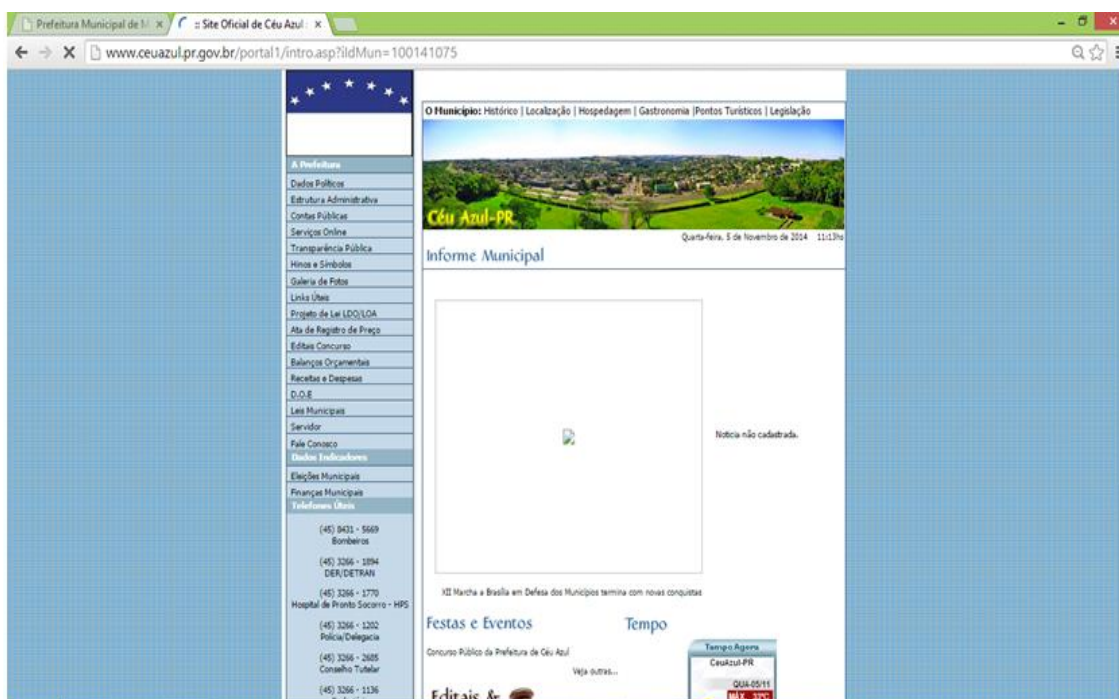 Prefeitura Municipal de M
:: Site Oficial de Céu Azul :
www.ceuazul.pr.gov.br/portal1/intro.asp?iIdMun=100141075
O Município: Histórico | Localização | Hospedagem | Gastronomia |Pontos Turísticos | Legislação
Céu Azul-PR
Quarta-feira, 5 de Novembro de 2014 11:13hs
A Prefeitura
Dados Políticos
Estrutura Administrativa
Contas Públicas
Serviços Online
Transparência Pública
Hinos e Símbolos
Galeria de Fotos
Links Úteis
Projeto de Lei LDO/LOA
Ata de Registro de Preço
Editais Concurso
Balanços Orçamentais
Receitas e Despesas
D.O.E
Leis Municipais
Servidor
Fale Conosco
Dados Indicadores
Eleições Municipais
Finanças Municipais
Telefones Úteis
(45) 8431 - 5669
Bombeiros
(45) 3266 - 1894
DER/DETRAN
(45) 3266 - 1770
Hospital de Pronto Socorro - HPS
(45) 3266 - 1202
Polícia/Delegacia
(45) 3266 - 2685
Conselho Tutelar
(45) 3266 - 1136
Informe Municipal
Noticia não cadastrada.
XII Marcha a Brasília em Defesa dos Municípios termina com novas conquistas
Festas e Eventos
Concurso Público da Prefeitura de Céu Azul
Veja outras...
Editais &
Tempo
Tempo Agora
CeuAzul-PR
QUA-05/11
MÁX 32ºC